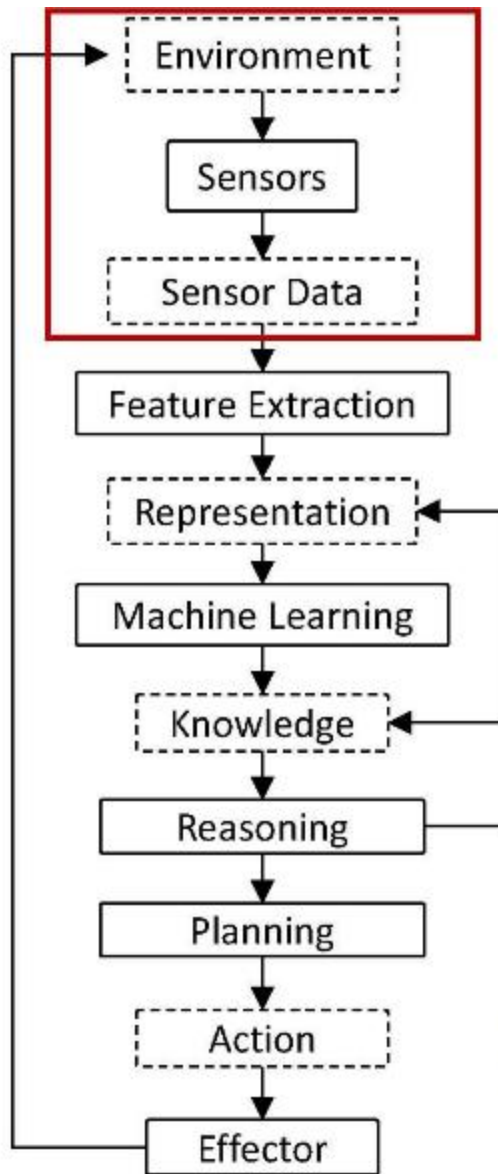 Environment
Sensors
Sensor Data
Feature Extraction
Representation
Machine Learning
Knowledge
Reasoning
Planning
Action
Effector